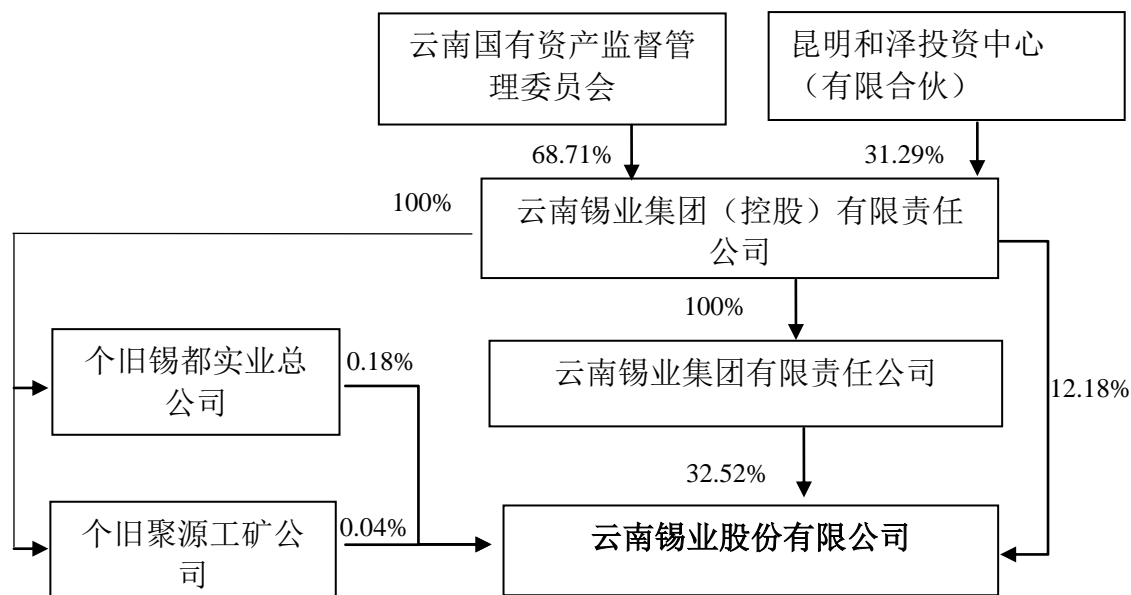 云南国有资产监督管
理委员会
昆明和泽投资中心
（有限合伙）
68.71%
31.29%
100%
云南锡业集团（控股）有限责任
公司
100%
个旧锡都实业总
公司
0.18%
云南锡业集团有限责任公司
12.18%
32.52%
个旧聚源工矿公
司
0.04%
云南锡业股份有限公司